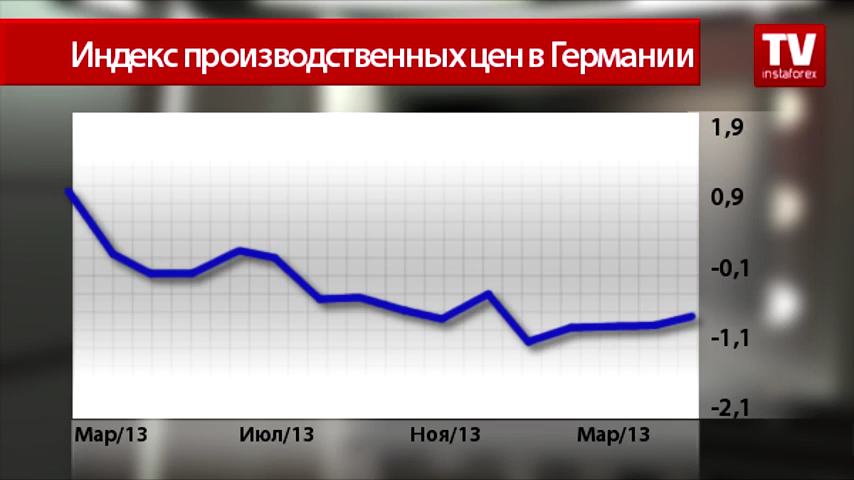 Индекс производственных цен в Германии
TV
instaforex
1,9
0,9
-0,1
-1,1
-2,1
Мар/13 Июл/13 Ноя/13 Мар/13